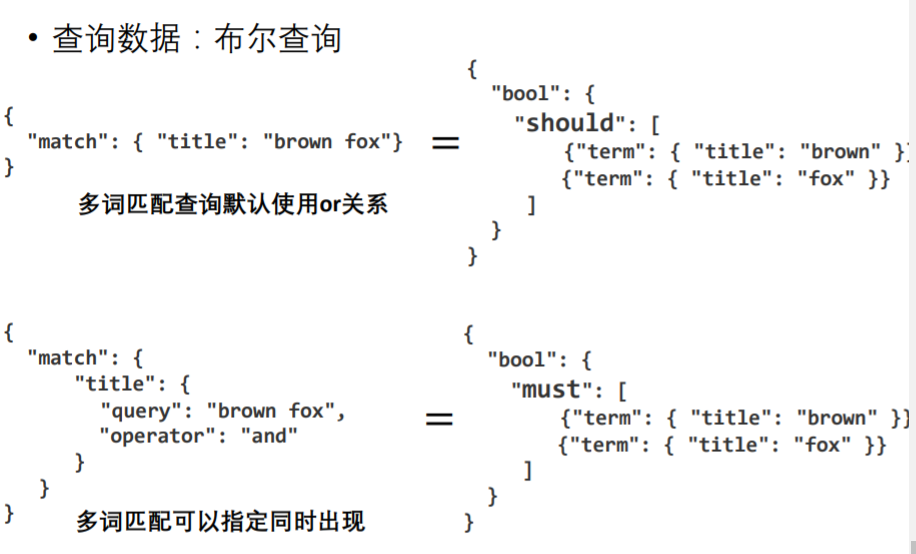 • 查询数据：布尔查询
{
"match": { "title": "brown fox"}
}
多词匹配查询默认使用or关系
=
{
"bool": {
"should": [
{"term": { "title": "brown" }}
{"term": { "title": "fox" }}
]
}
}
{
"match": {
"title": {
"query": "brown fox",
"operator": "and"
}
}
}
多词匹配可以指定同时出现
=
{
"bool": {
"must": [
{"term": { "title": "brown" }}
{"term": { "title": "fox" }}
]
}
}